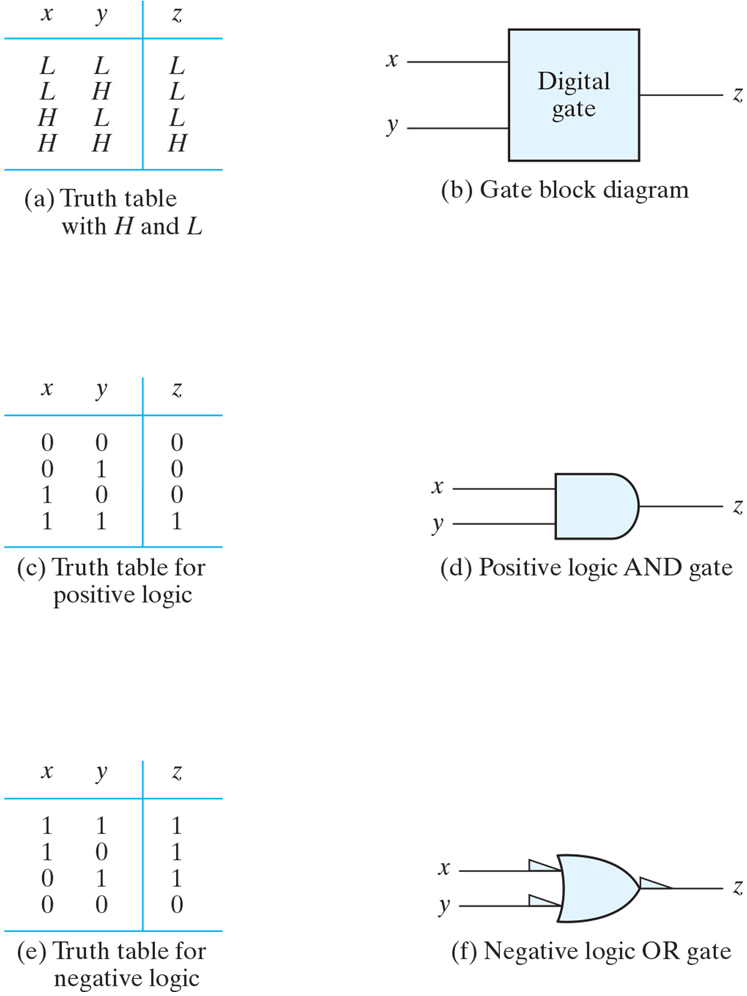 x y z
L L L
L H L
H L L
H H H
(a) Truth table
with H and L
x
y
Digital
gate
z
(b) Gate block diagram
x y z
0 0 0
0 1 0
1 0 0
1 1 1
(c) Truth table for
positive logic
x
y
z
(d) Positive logic AND gate
x y z
1 1 1
1 0 1
0 1 1
0 0 0
(e) Truth table for
negative logic
x
y
z
(f) Negative logic OR gate